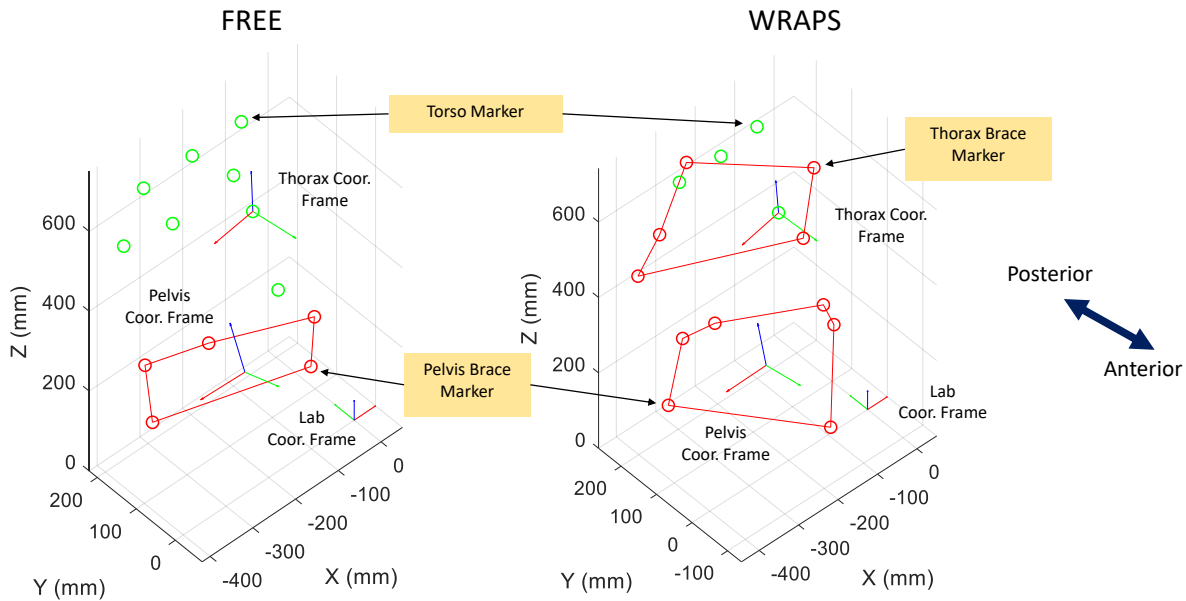 FREE
WRAPS
Torso Marker
Thorax Brace
Marker
Thorax Coor.
Frame
Thorax Coor.
Frame
Pelvis
Coor. Frame
Pelvis Brace
Marker
Lab
Coor. Frame
Pelvis
Coor. Frame
Lab
Coor. Frame
Posterior
Anterior
Z (mm)
600
400
200
0
200
100
0
Y (mm)
-400
-300
-200
-100
0
X (mm)
Z (mm)
600
400
200
0
200
100
0
-100
Y (mm)
-400
-300
-200
-100
0
X (mm)